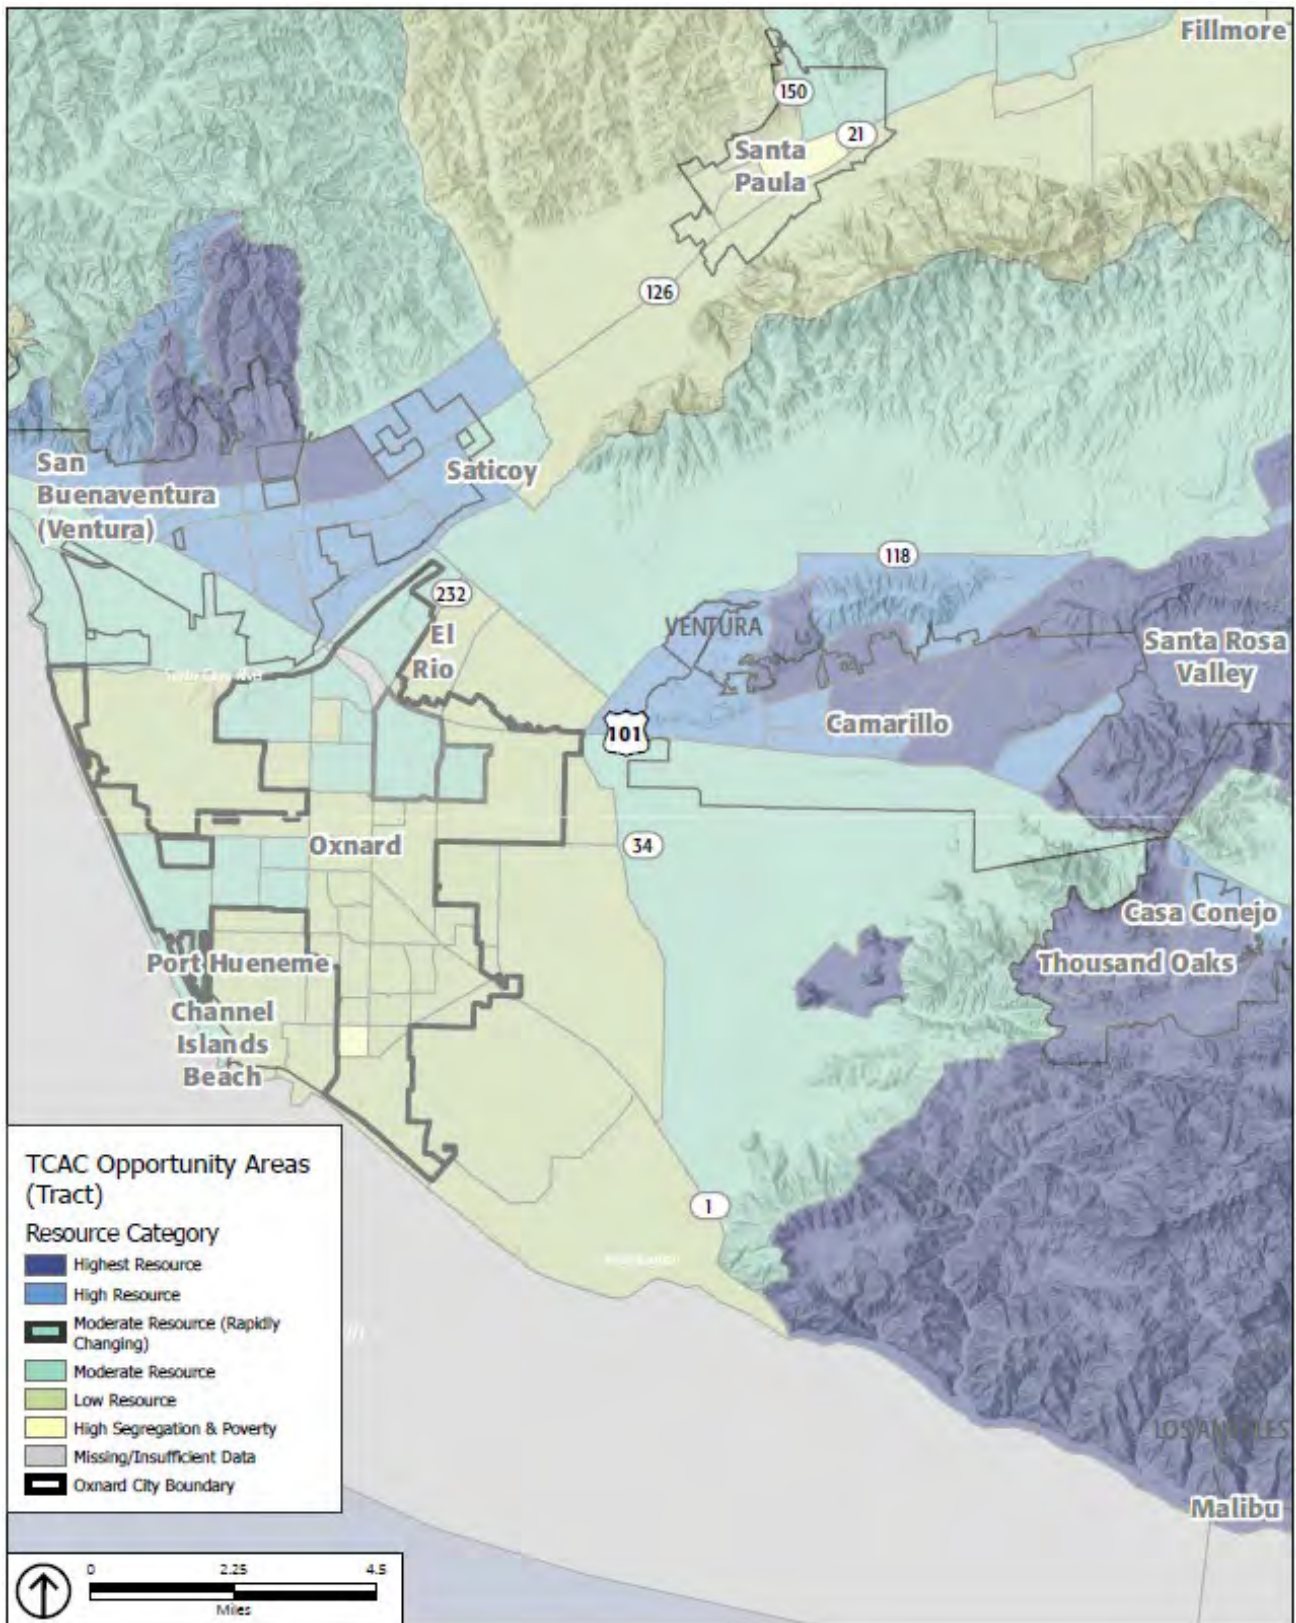 Fillmore
150
21
Santa
Paula
126
San
Buenaventura
(Ventura)
Saticoy
118
232
VENTURA
El
Rio
Santa Rosa
Valley
Camarillo
101
Oxnard
34
Casa Conejo
Port Hueneme
Thousand Oaks
Channel
Islands
Beach
1
TCAC Opportunity Areas
(Tract)
Resource Category
Highest Resource
High Resource
Moderate Resource (Rapidly
Changing)
Moderate Resource
Low Resource
High Segregation & Poverty
Missing/Insufficient Data
Oxnard City Boundary
LOS ANGELES
Malibu
0 2.25 4.5
Miles